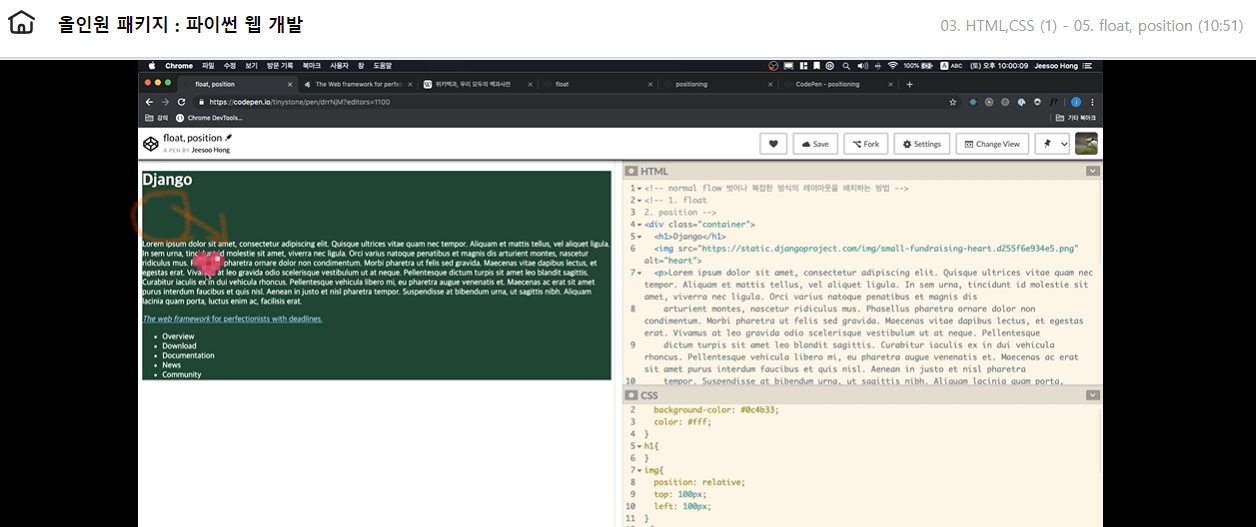 올인원 패키지 : 파이썬 웹 개발
03. HTML,CSS (1) - 05. float, position (10:51)
Chrome 파일 수정 보기 방문 기록 북마크 사용자 창 도움말
100% A ABC (토) 오후 10:00:09 Jeesoo Hong
float, position
The Web framework for perfec
위키백과, 우리 모두의 백과사전
float
positioning
CodePen - positioning
https://codepen.io/tinystone/pen/drrNjM?editors=1100
강의 Chrome DevTools...
기타 북마크
float, position
A PEN BY Jeesoo Hong
Save Fork Settings Change View
Django
Lorem ipsum dolor sit amet, consectetur adipiscing elit. Quisque ultrices vitae quam nec tempor. Aliquam et mattis tellus, vel aliquet ligula.
In sem urna, tincidunt id molestie sit amet, viverra nec ligula. Orci varius natoque penatibus et magnis dis arturient montes, nascetur
ridiculus mus. pharetra ornare dolor non condimentum. Morbi pharetra ut felis sed gravida. Maecenas vitae dapibus lectus, et
egestas erat. Vivamus at leo gravida odio scelerisque vestibulum ut at neque. Pellentesque dictum turpis sit amet leo blandit sagittis.
Curabitur iaculis ex in dui vehicula rhoncus. Pellentesque vehicula libero mi, eu pharetra augue venenatis et. Maecenas ac erat sit amet
purus interdum faucibus et quis nisl. Aenean in justo et nisl pharetra tempor. Suspendisse at bibendum urna, ut sagittis nibh. Aliquam
lacinia quam porta, luctus enim ac, facilisis erat.
The web framework for perfectionists with deadlines.
• Overview
• Download
• Documentation
• News
• Community
HTML
1 <!-- normal flow 벗어나 복잡한 방식의 레이아웃을 배치하는 방법 -->
2 <!-- 1. float
3 2. position -->
4 <div class="container">
5 <h1>Django</h1>
6 <img src="https://static.djangoproject.com/img/small-fundraising-heart.d255f6e934e5.png"
alt="heart">
7 <p>Lorem ipsum dolor sit amet, consectetur adipiscing elit. Quisque ultrices vitae quam nec
tempor. Aliquam et mattis tellus, vel aliquet ligula. In sem urna, tincidunt id molestie sit
amet, viverra nec ligula. Orci varius natoque penatibus et magnis dis
8 arturient montes, nascetur ridiculus mus. Phasellus pharetra ornare dolor non
condimentum. Morbi pharetra ut felis sed gravida. Maecenas vitae dapibus lectus, et egestas
erat. Vivamus at leo gravida odio scelerisque vestibulum ut at neque. Pellentesque
9 dictum turpis sit amet leo blandit sagittis. Curabitur iaculis ex in dui vehicula
rhoncus. Pellentesque vehicula libero mi, eu pharetra augue venenatis et. Maecenas ac erat
sit amet purus interdum faucibus et quis nisl. Aenean in justo et nisl pharetra
10 tempor. Suspendisse at bibendum urna, ut sagittis nibh. Aliquam lacinia quam porta,
CSS
2 background-color: #0c4b33;
3 color: #fff;
4 }
5 h1{
6 }
7 img{
8 position: relative;
9 top: 100px;
10 left: 100px;
11 }